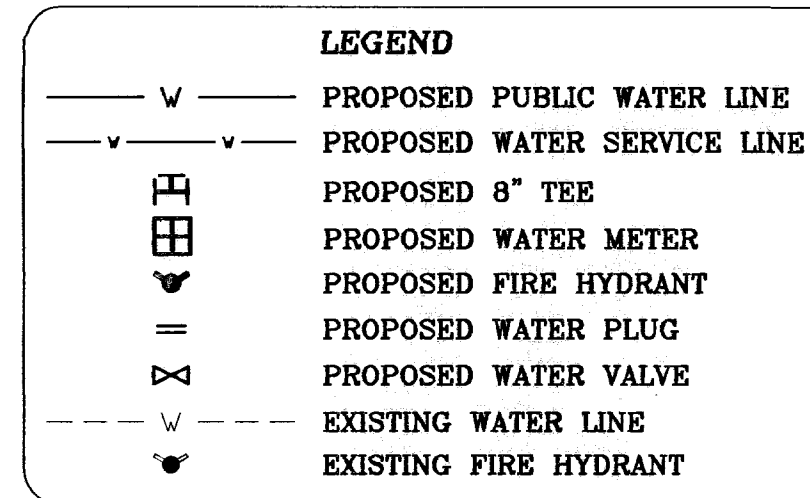 LEGEND
W PROPOSED PUBLIC WATER LINE
W W PROPOSED WATER SERVICE LINE
PROPOSED 8" TEE
PROPOSED WATER METER
PROPOSED FIRE HYDRANT
PROPOSED WATER PLUG
PROPOSED WATER VALVE
W EXISTING WATER LINE
EXISTING FIRE HYDRANT